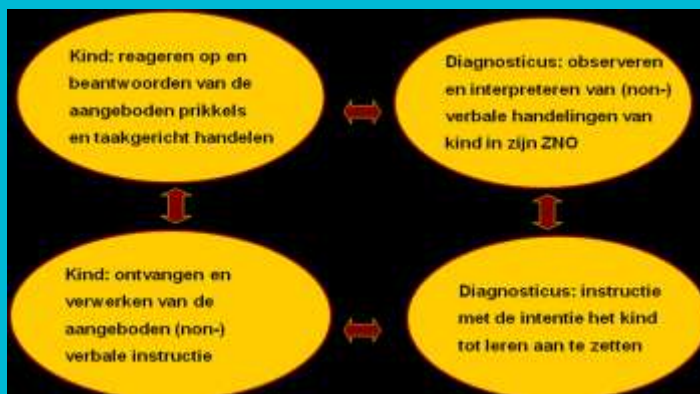 Kind: reageren op en
beantwoorden van de
aangeboden prikkels
en taakgericht handelen
Diagnosticus: observeren
en interpreteren van (non-)
verbale handelingen van
kind in zijn ZNO
Kind: ontvangen en
verwerken van de
aangeboden (non-)
verbale instructie
Diagnosticus: instructie
met de intentie het kind
tot leren aan te zetten